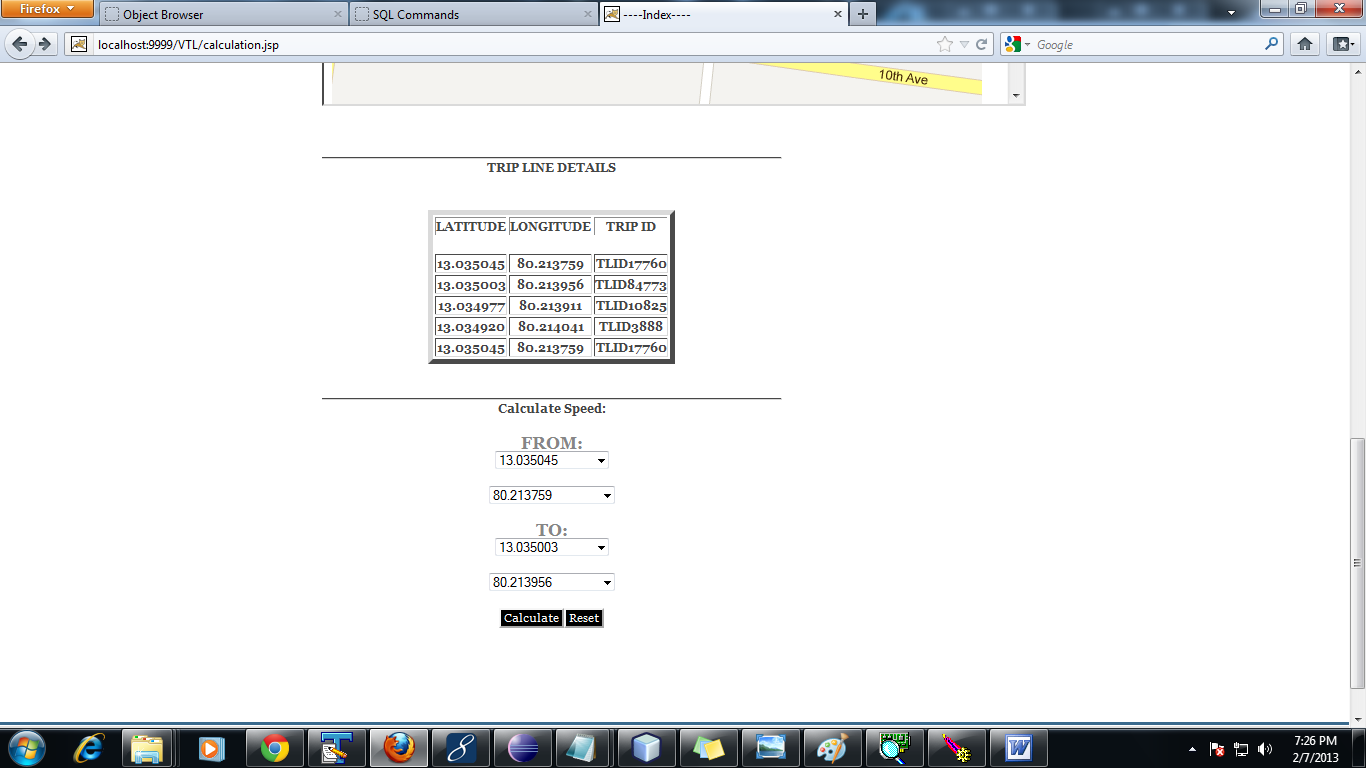 Firefox
Object Browser
SQL Commands
----Index----
localhost:9999/VTL/calculation.jsp
Google
10th Ave
TRIP LINE DETAILS
LATITUDE LONGITUDE TRIP ID
13.035045 80.213759 TLID17760
13.035003 80.213956 TLID84773
13.034977 80.213911 TLID10825
13.034920 80.214041 TLID3888
13.035045 80.213759 TLID17760
Calculate Speed:
FROM:
13.035045
80.213759
TO:
13.035003
80.213956
Calculate Reset
7:26 PM
2/7/2013